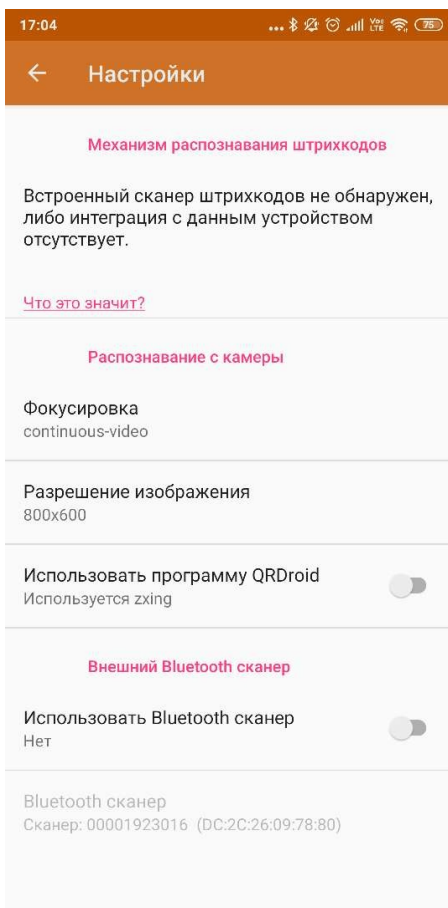 17:04
... Vo) LTE 75
Настройки
Механизм распознавания штрихкодов
Встроенный сканер штрихкодов не обнаружен,
либо интеграция с данным устройством
отсутствует.
Что это значит?
Распознавание с камеры
Фокусировка
continuous-video
Разрешение изображения
800x600
Использовать программу QRDroid
Используется zxing
Внешний Bluetooth сканер
Использовать Bluetooth сканер
Нет
Bluetooth сканер
Сканер: 00001923016 (DC:2C:26:09:78:80)